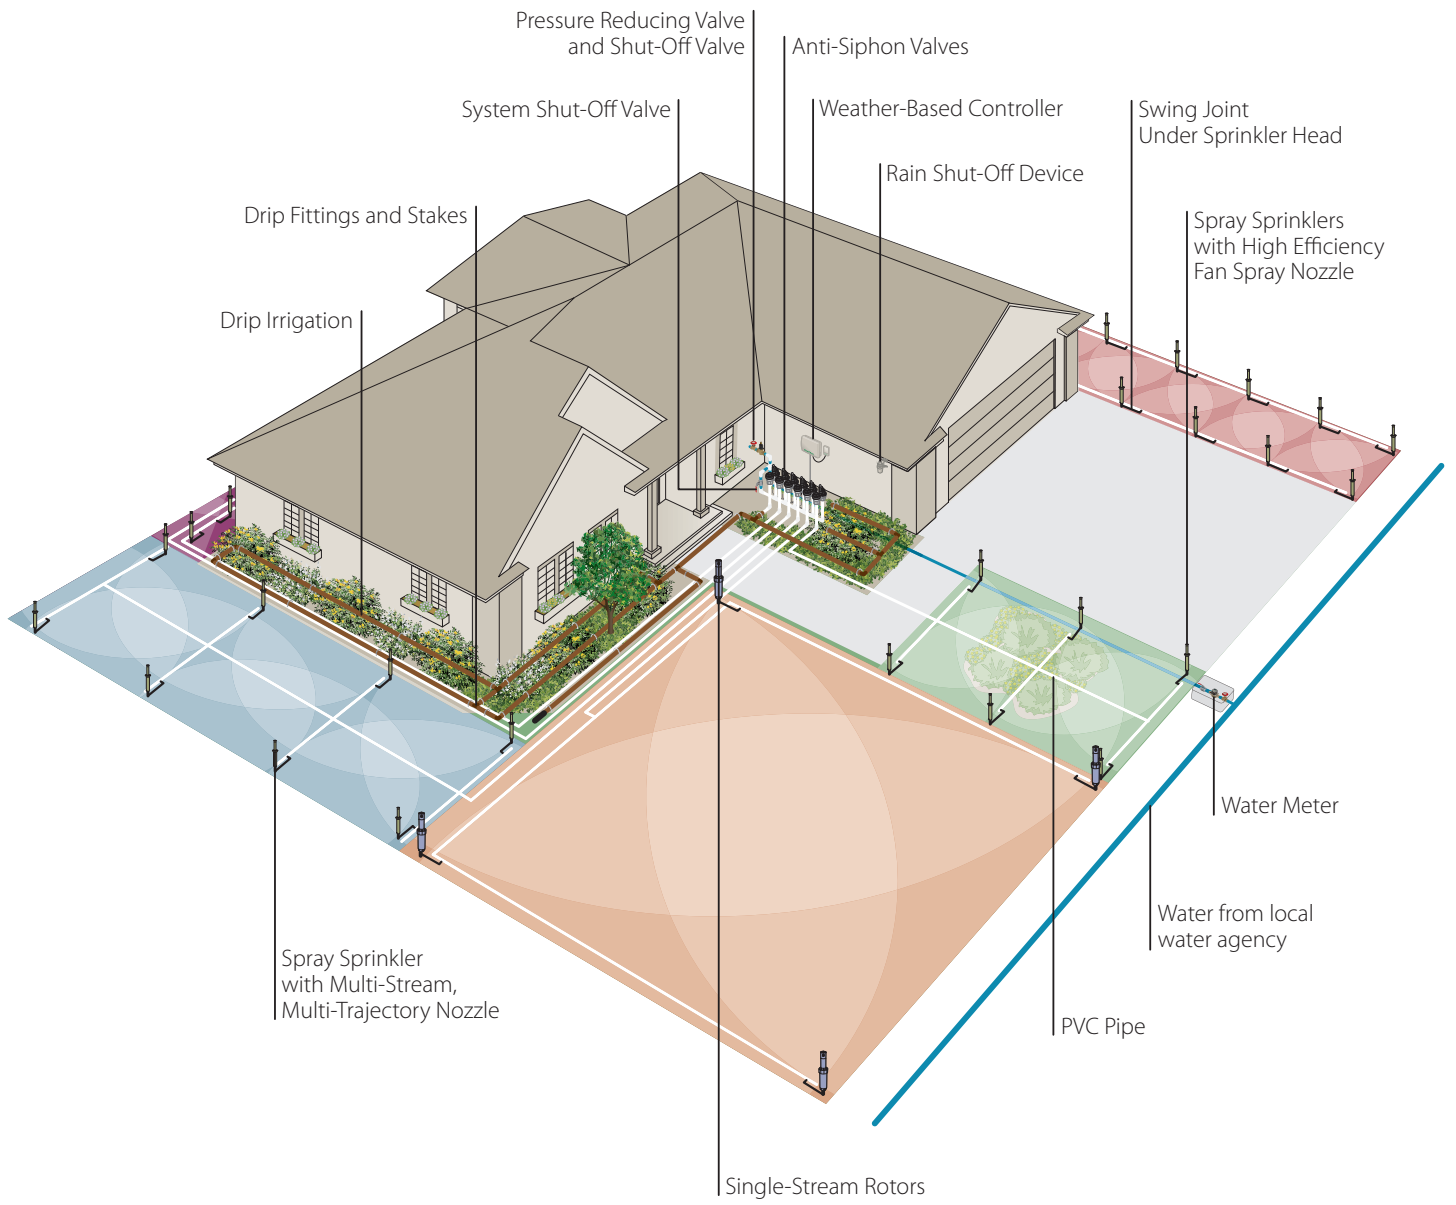 Pressure Reducing Valve
and Shut-Off Valve
Anti-Siphon Valves
System Shut-Off Valve
Weather-Based Controller
Swing Joint
Under Sprinkler Head
Rain Shut-Off Device
Drip Fittings and Stakes
Spray Sprinklers
with High Efficiency
Fan Spray Nozzle
Drip Irrigation
Water Meter
Water from local
water agency
Spray Sprinkler
with Multi-Stream,
Multi-Trajectory Nozzle
PVC Pipe
Single-Stream Rotors